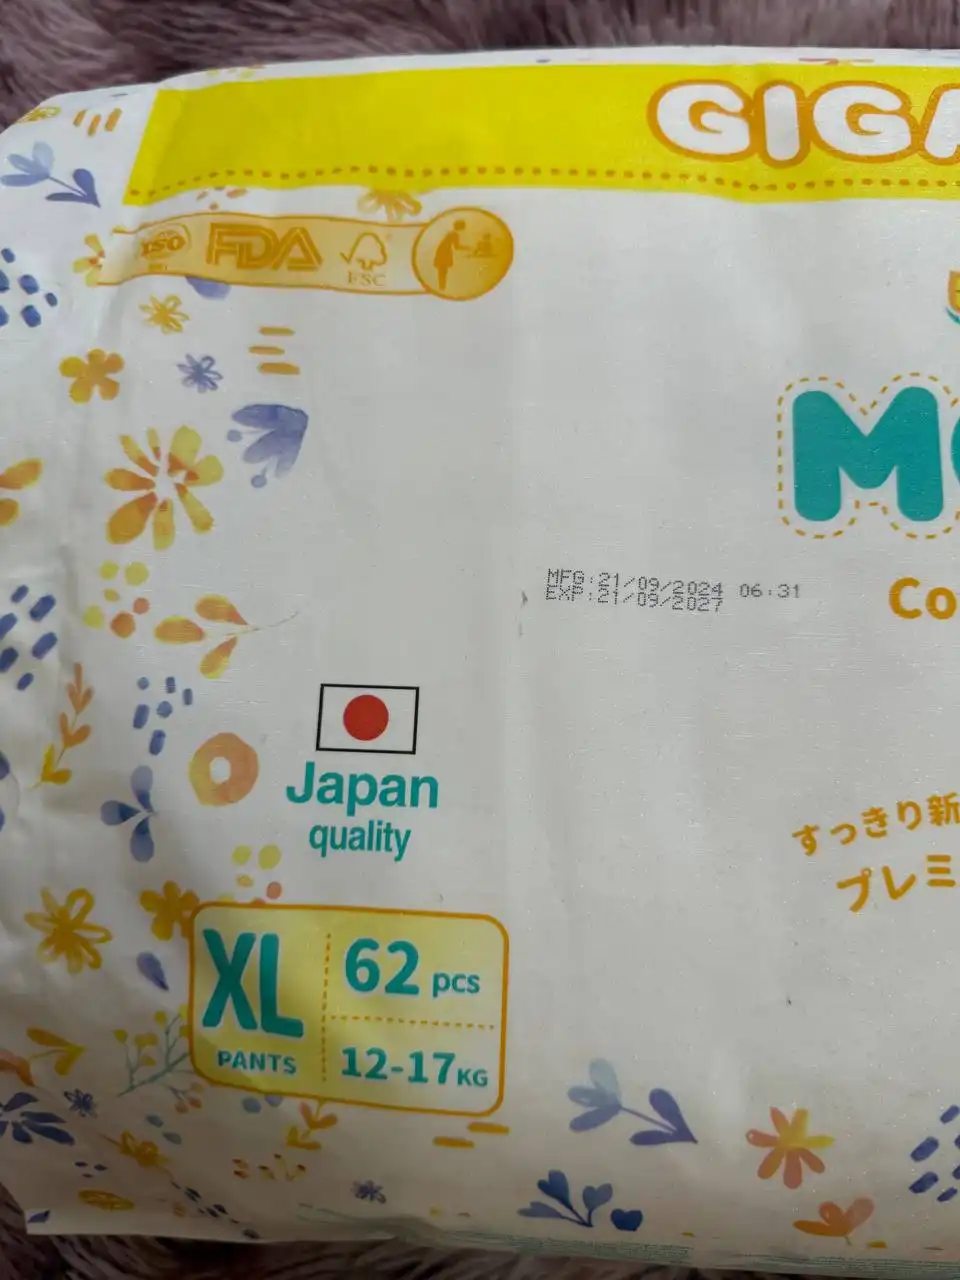 GIGA
ISO FDA FSC
M
MFG:21/09/2024 06:31
EXP:21/09/2027
Co
Japan
quality
すっきり新
プレミ
XL
62 pcs
PANTS
12-17KG